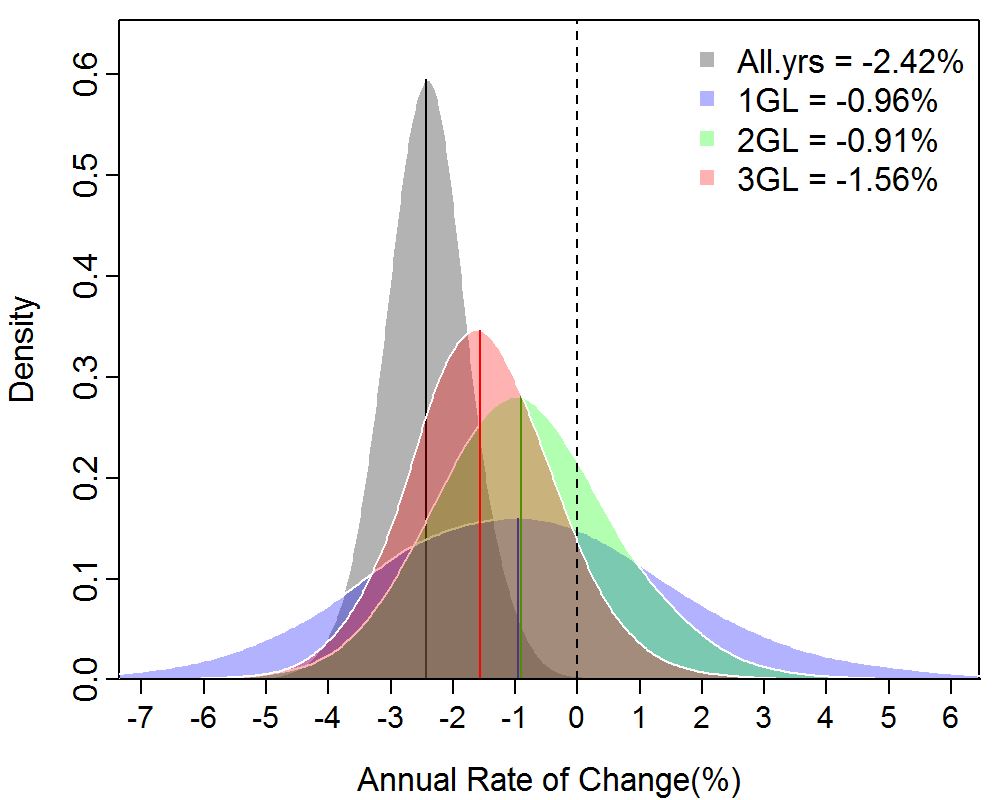 All.yrs = -2.42%
1GL = -0.96%
2GL = -0.91%
3GL = -1.56%
Density
0.6
0.5
0.4
0.3
0.2
0.1
0.0
-7 -6 -5 -4 -3 -2 -1 0 1 2 3 4 5 6
Annual Rate of Change(%)